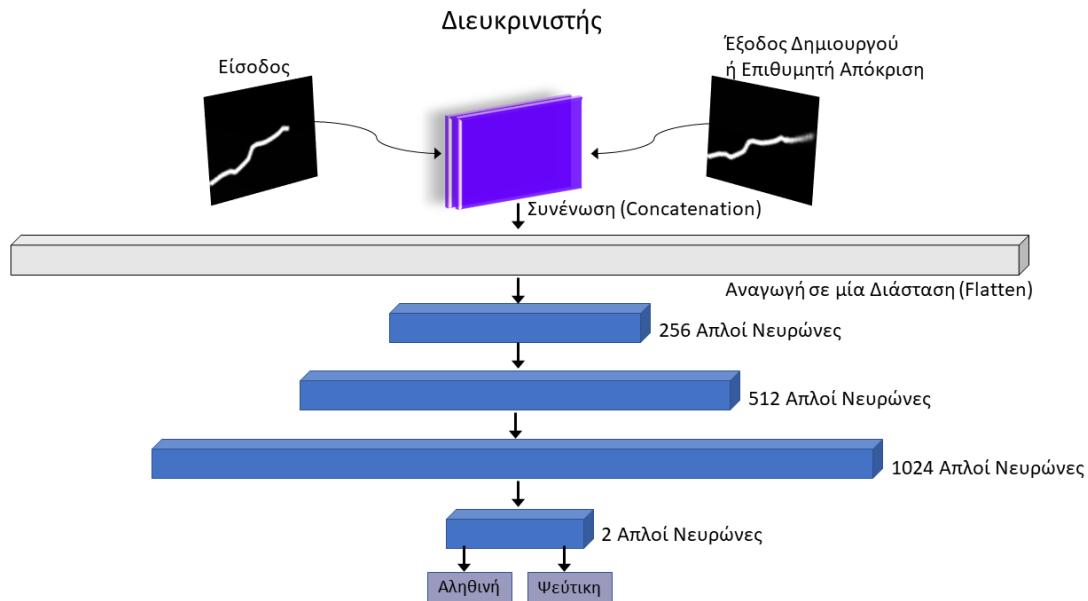 Διευκρινιστής
Είσοδος
Έξοδος Δημιουργού
ή Επιθυμητή Απόκριση
Συνένωση (Concatenation)
Αναγωγή σε μία Διάσταση (Flatten)
256 Απλοί Νευρώνες
512 Απλοί Νευρώνες
1024 Απλοί Νευρώνες
2 Απλοί Νευρώνες
Αληθινή
Ψεύτικη